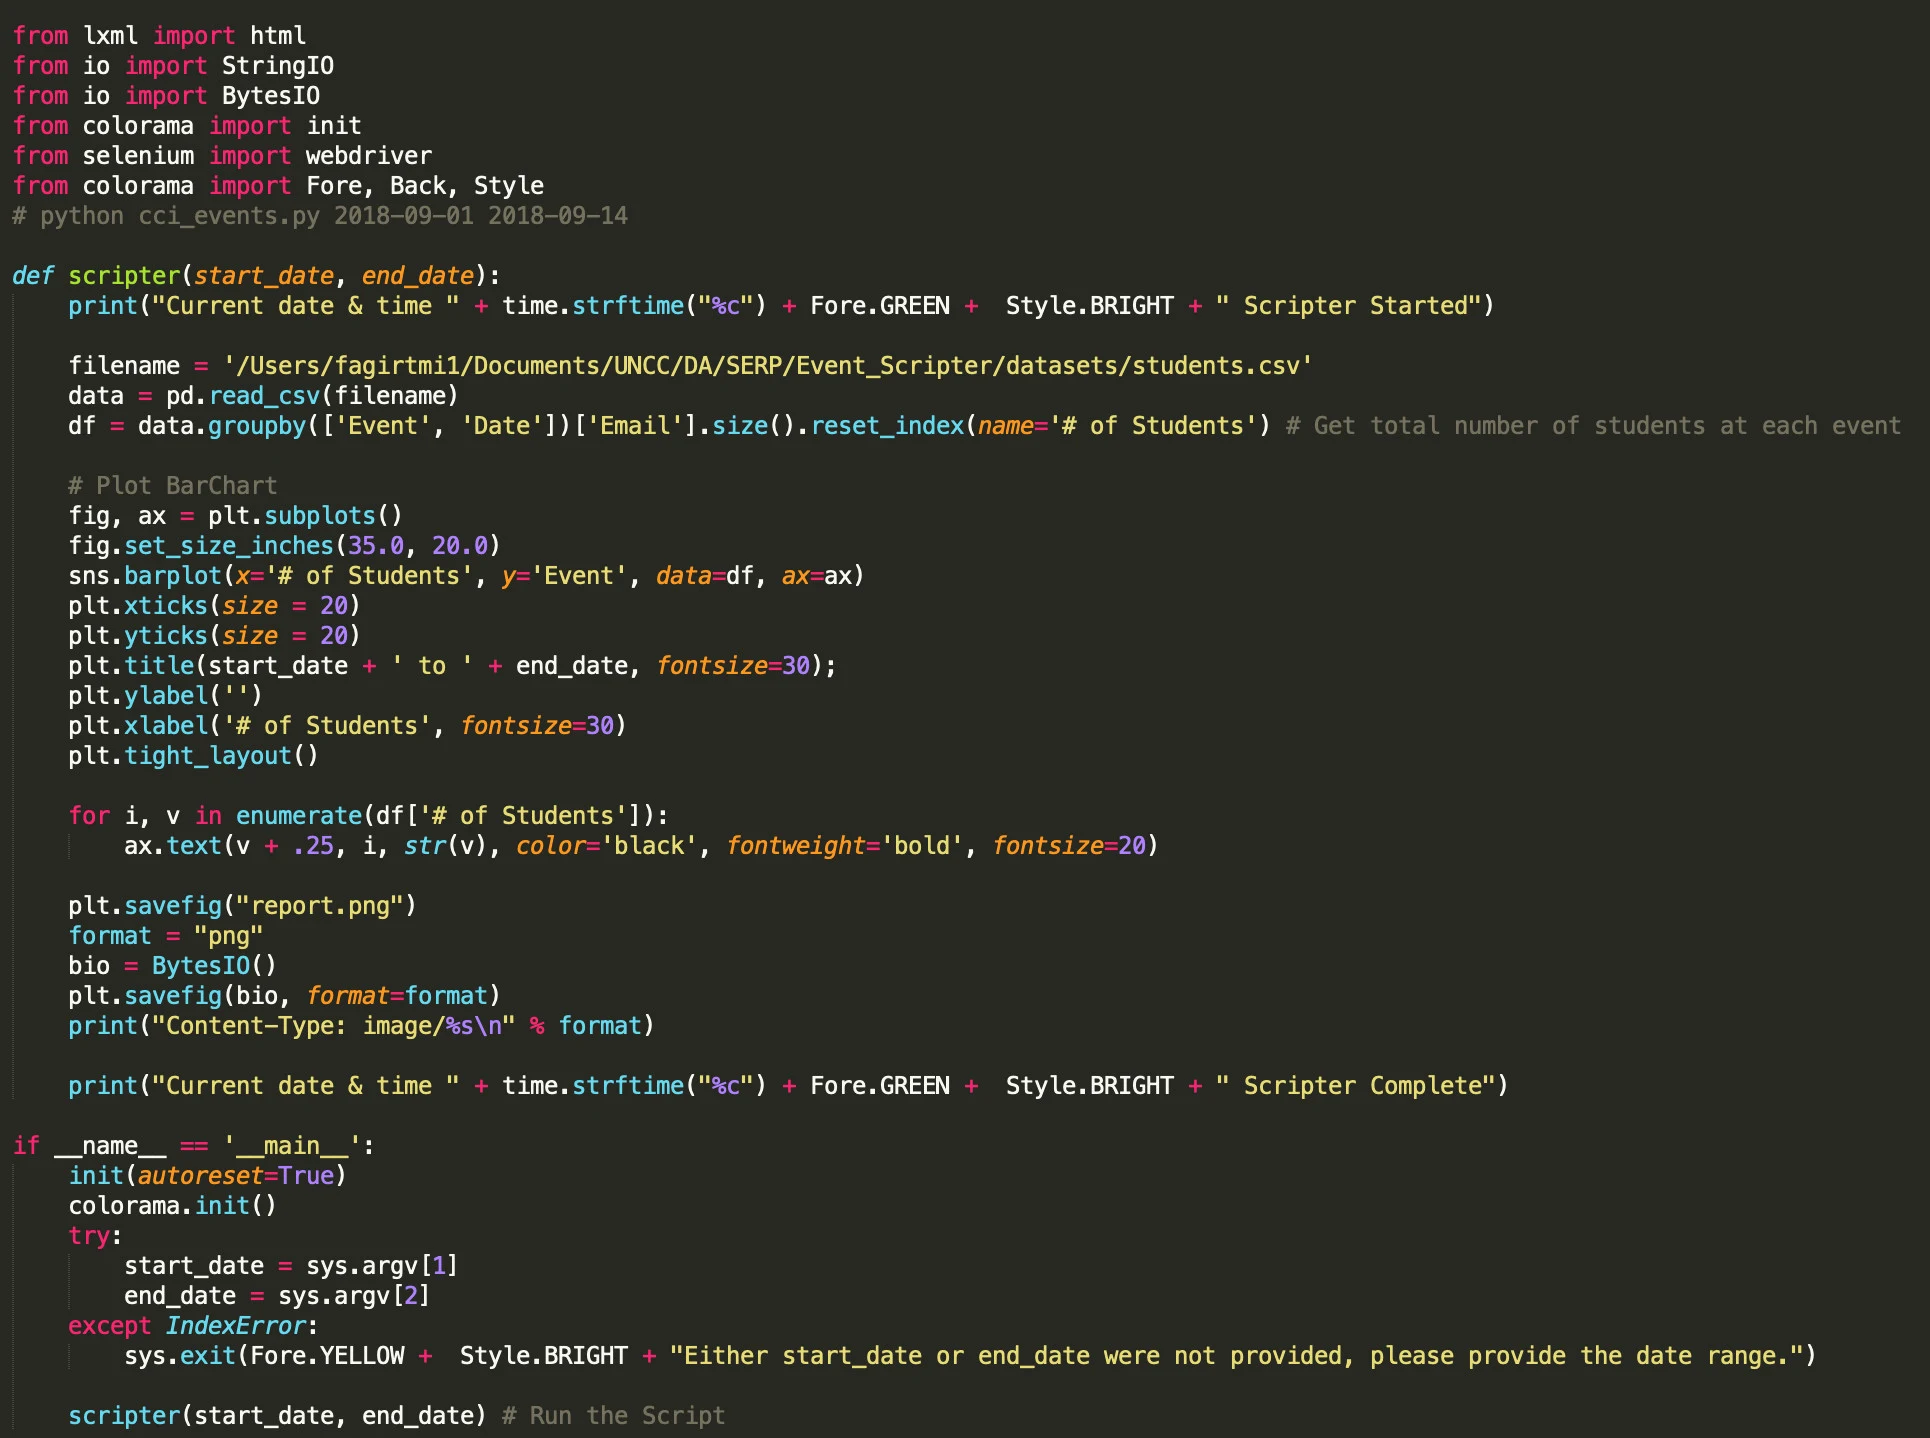 from lxml import html
from io import StringIO
from io import BytesIO
from colorama import init
from selenium import webdriver
from colorama import Fore, Back, Style
# python cci_events.py 2018-09-01 2018-09-14

def scripter(start_date, end_date):
    print("Current date & time " + time.strftime("%c") + Fore.GREEN +  Style.BRIGHT + " Scripter Started")

    filename = '/Users/fagirtmi1/Documents/UNCC/DA/SERP/Event_Scripter/datasets/students.csv'
    data = pd.read_csv(filename)
    df = data.groupby(['Event', 'Date'])['Email'].size().reset_index(name='# of Students') # Get total number of students at each event

    # Plot BarChart
    fig, ax = plt.subplots()
    fig.set_size_inches(35.0, 20.0)
    sns.barplot(x='# of Students', y='Event', data=df, ax=ax)
    plt.xticks(size = 20)
    plt.yticks(size = 20)
    plt.title(start_date + ' to ' + end_date, fontsize=30);
    plt.ylabel('')
    plt.xlabel('# of Students', fontsize=30)
    plt.tight_layout()

    for i, v in enumerate(df['# of Students']):
        ax.text(v + .25, i, str(v), color='black', fontweight='bold', fontsize=20)

    plt.savefig("report.png")
    format = "png"
    bio = BytesIO()
    plt.savefig(bio, format=format)
    print("Content-Type: image/%s\n" % format)

    print("Current date & time " + time.strftime("%c") + Fore.GREEN +  Style.BRIGHT + " Scripter Complete")

if __name__ == '__main__':
    init(autoreset=True)
    colorama.init()
    try:
        start_date = sys.argv[1]
        end_date = sys.argv[2]
    except IndexError:
        sys.exit(Fore.YELLOW +  Style.BRIGHT + "Either start_date or end_date were not provided, please provide the date range.")

    scripter(start_date, end_date) # Run the Script